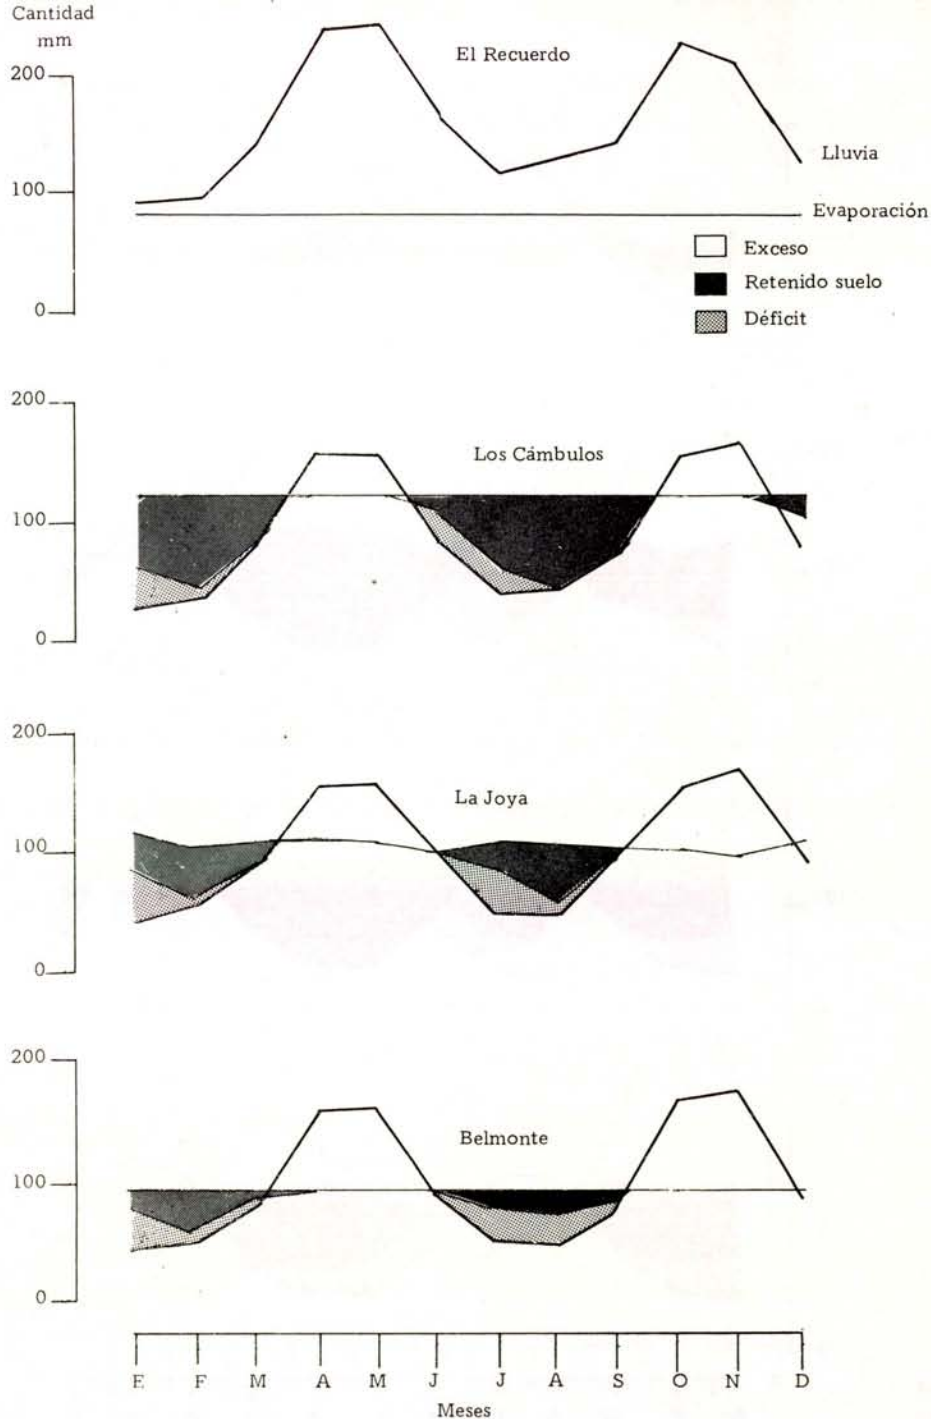 Cantidad
mm
200
100
0
El Recuerdo
Lluvia
Evaporación
Exceso
Retenido suelo
Déficit
200
100
0
Los Cámbulos
200
100
0
La Joya
200
100
0
Belmonte
E F M A M J J A S O N D
Meses